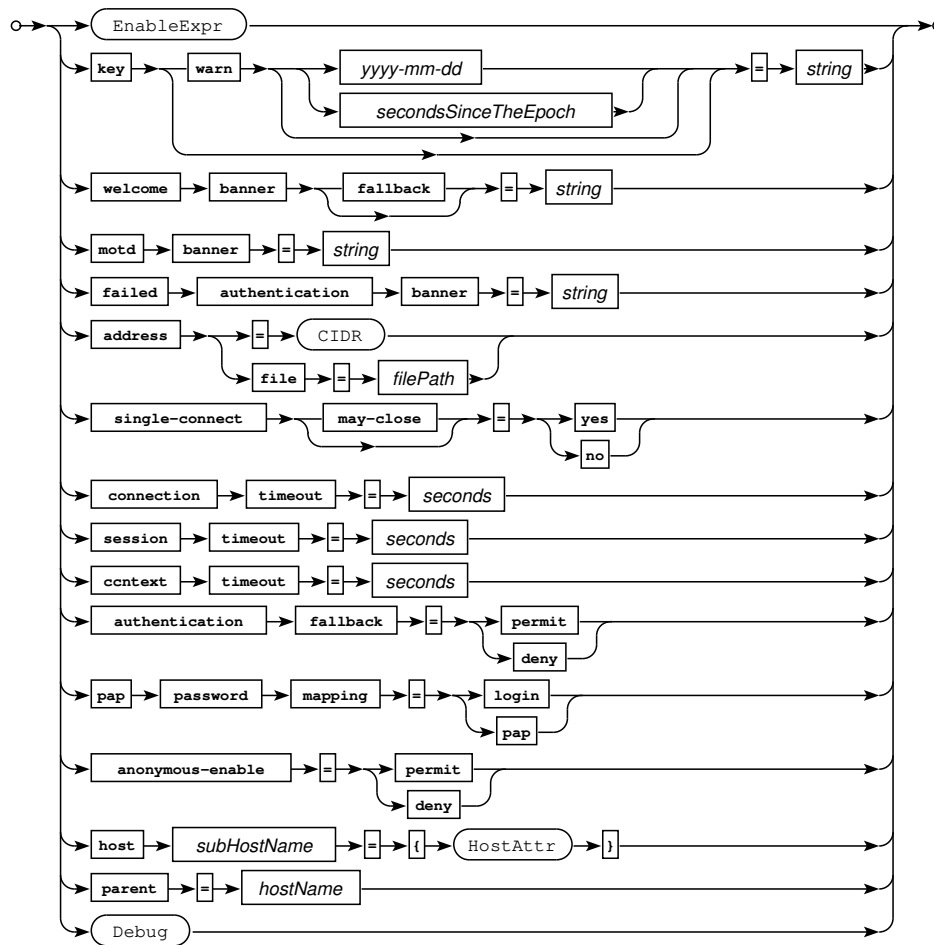 EnableExpr
key warn yyyy-mm-dd = string
secondsSinceTheEpoch
welcome banner fallback = string
motd banner = string
failed authentication banner = string
address = CIDR
file = filePath
single-connect may-close = yes
no
connection timeout = seconds
session timeout = seconds
ccntext timeout = seconds
authentication fallback = permit
deny
pap password mapping = login
pap
anonymous-enable = permit
deny
host subHostName = { HostAttr }
parent = hostName
Debug